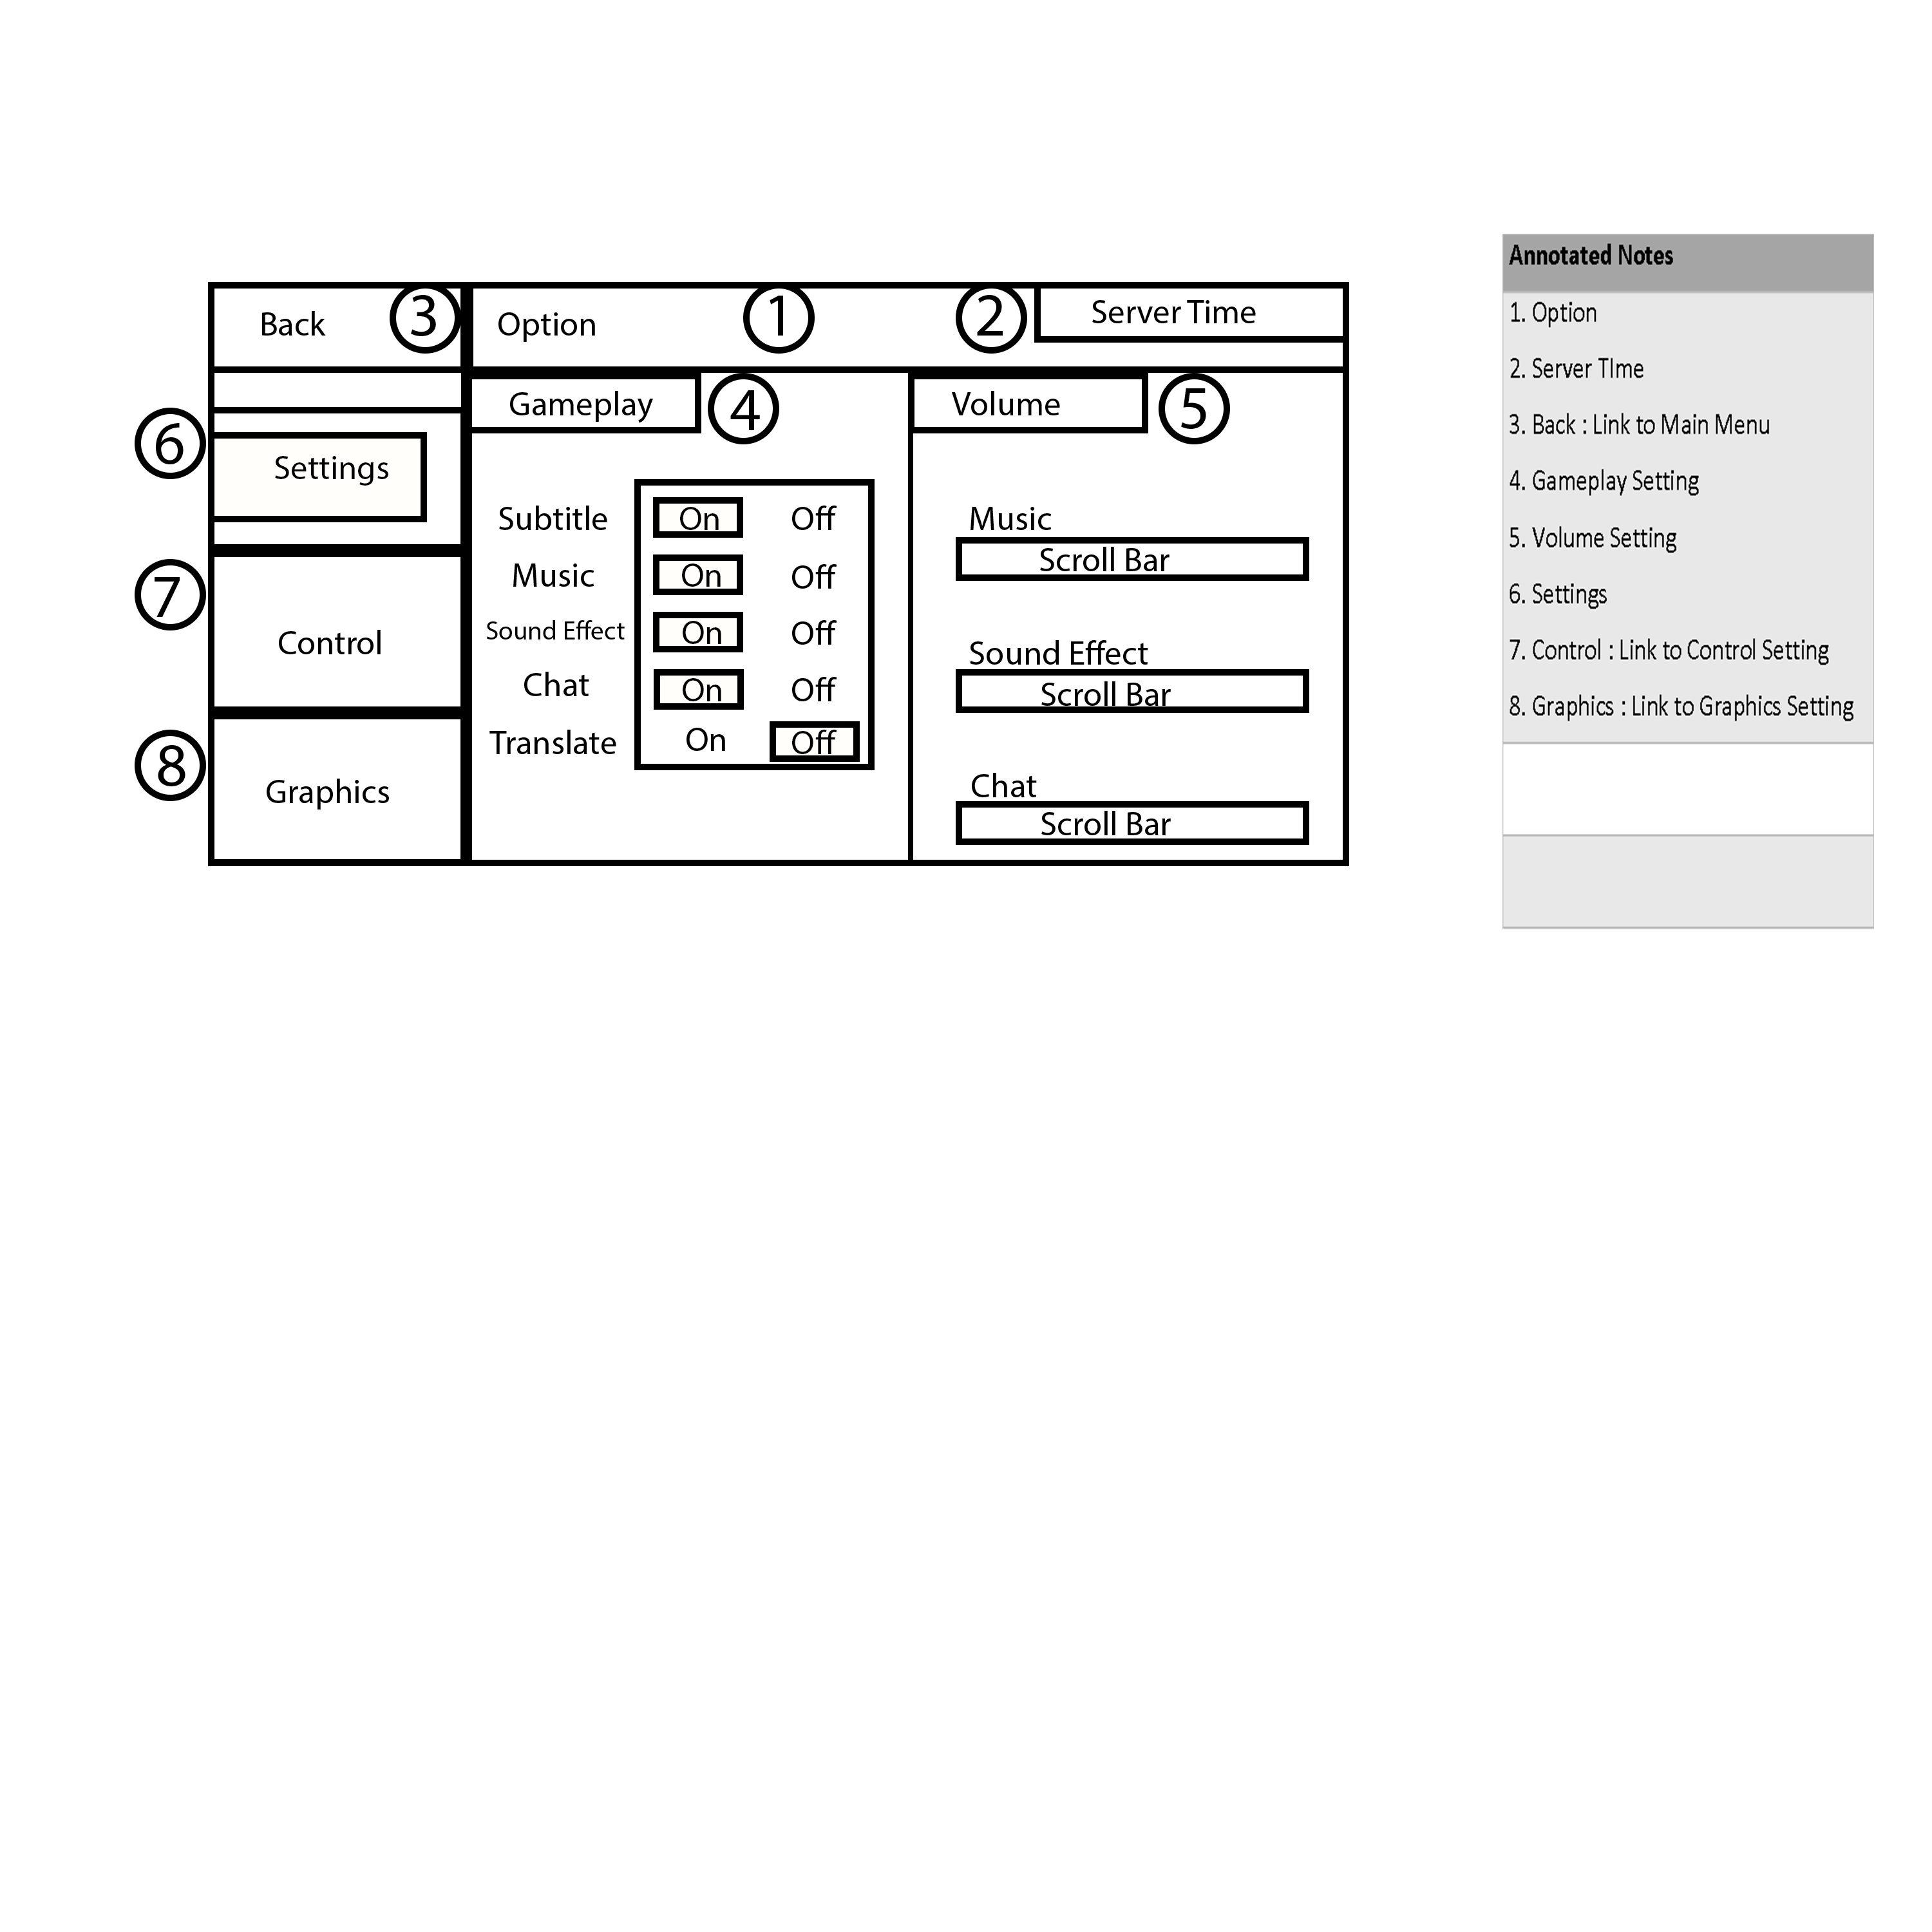 Back
3
Option
1
2
Server Time
Gameplay
4
Volume
5
6
Settings
7
Control
8
Graphics
Subtitle On Off
Music On Off
Sound Effect On Off
Chat On Off
Translate On Off
Music
Scroll Bar
Sound Effect
Scroll Bar
Chat
Scroll Bar
Annotated Notes
1. Option
2. Server TIme
3. Back : Link to Main Menu
4. Gameplay Setting
5. Volume Setting
6. Settings
7. Control : Link to Control Setting
8. Graphics : Link to Graphics Setting